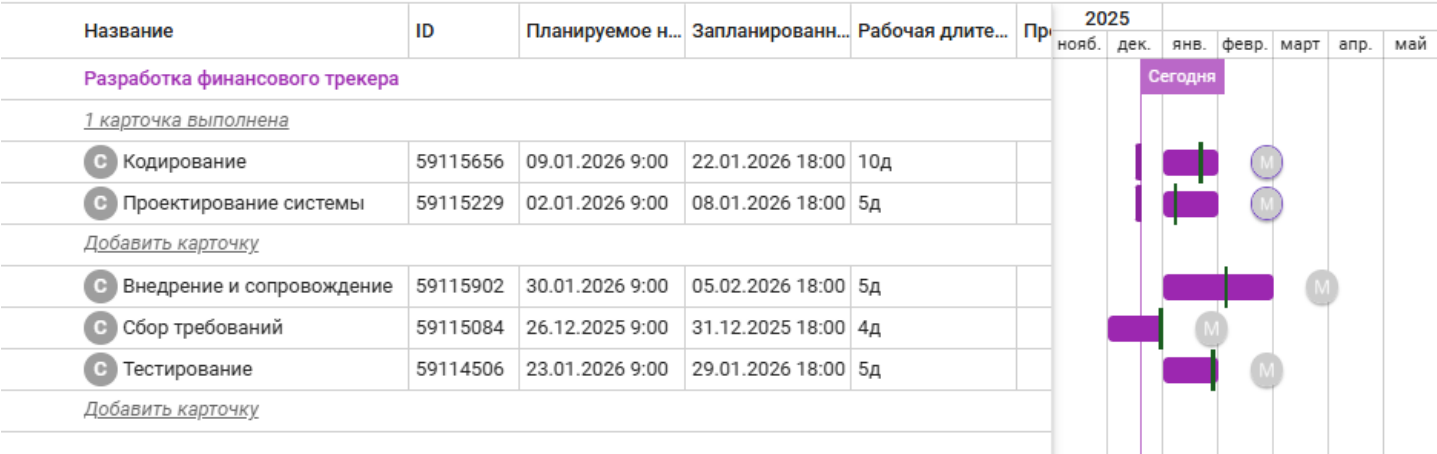 Название ID Планируемое н... Запланированн... Рабочая длите... Пр
2025
нояб. дек. янв. февр. март апр. май
Разработка финансового трекера
Сегодня
1 карточка выполнена
С Кодирование 59115656 09.01.2026 9:00 22.01.2026 18:00 10д M
С Проектирование системы 59115229 02.01.2026 9:00 08.01.2026 18:00 5д M
Добавить карточку
С Внедрение и сопровождение 59115902 30.01.2026 9:00 05.02.2026 18:00 5д M
С Сбор требований 59115084 26.12.2025 9:00 31.12.2025 18:00 4д M
С Тестирование 59114506 23.01.2026 9:00 29.01.2026 18:00 5д M
Добавить карточку